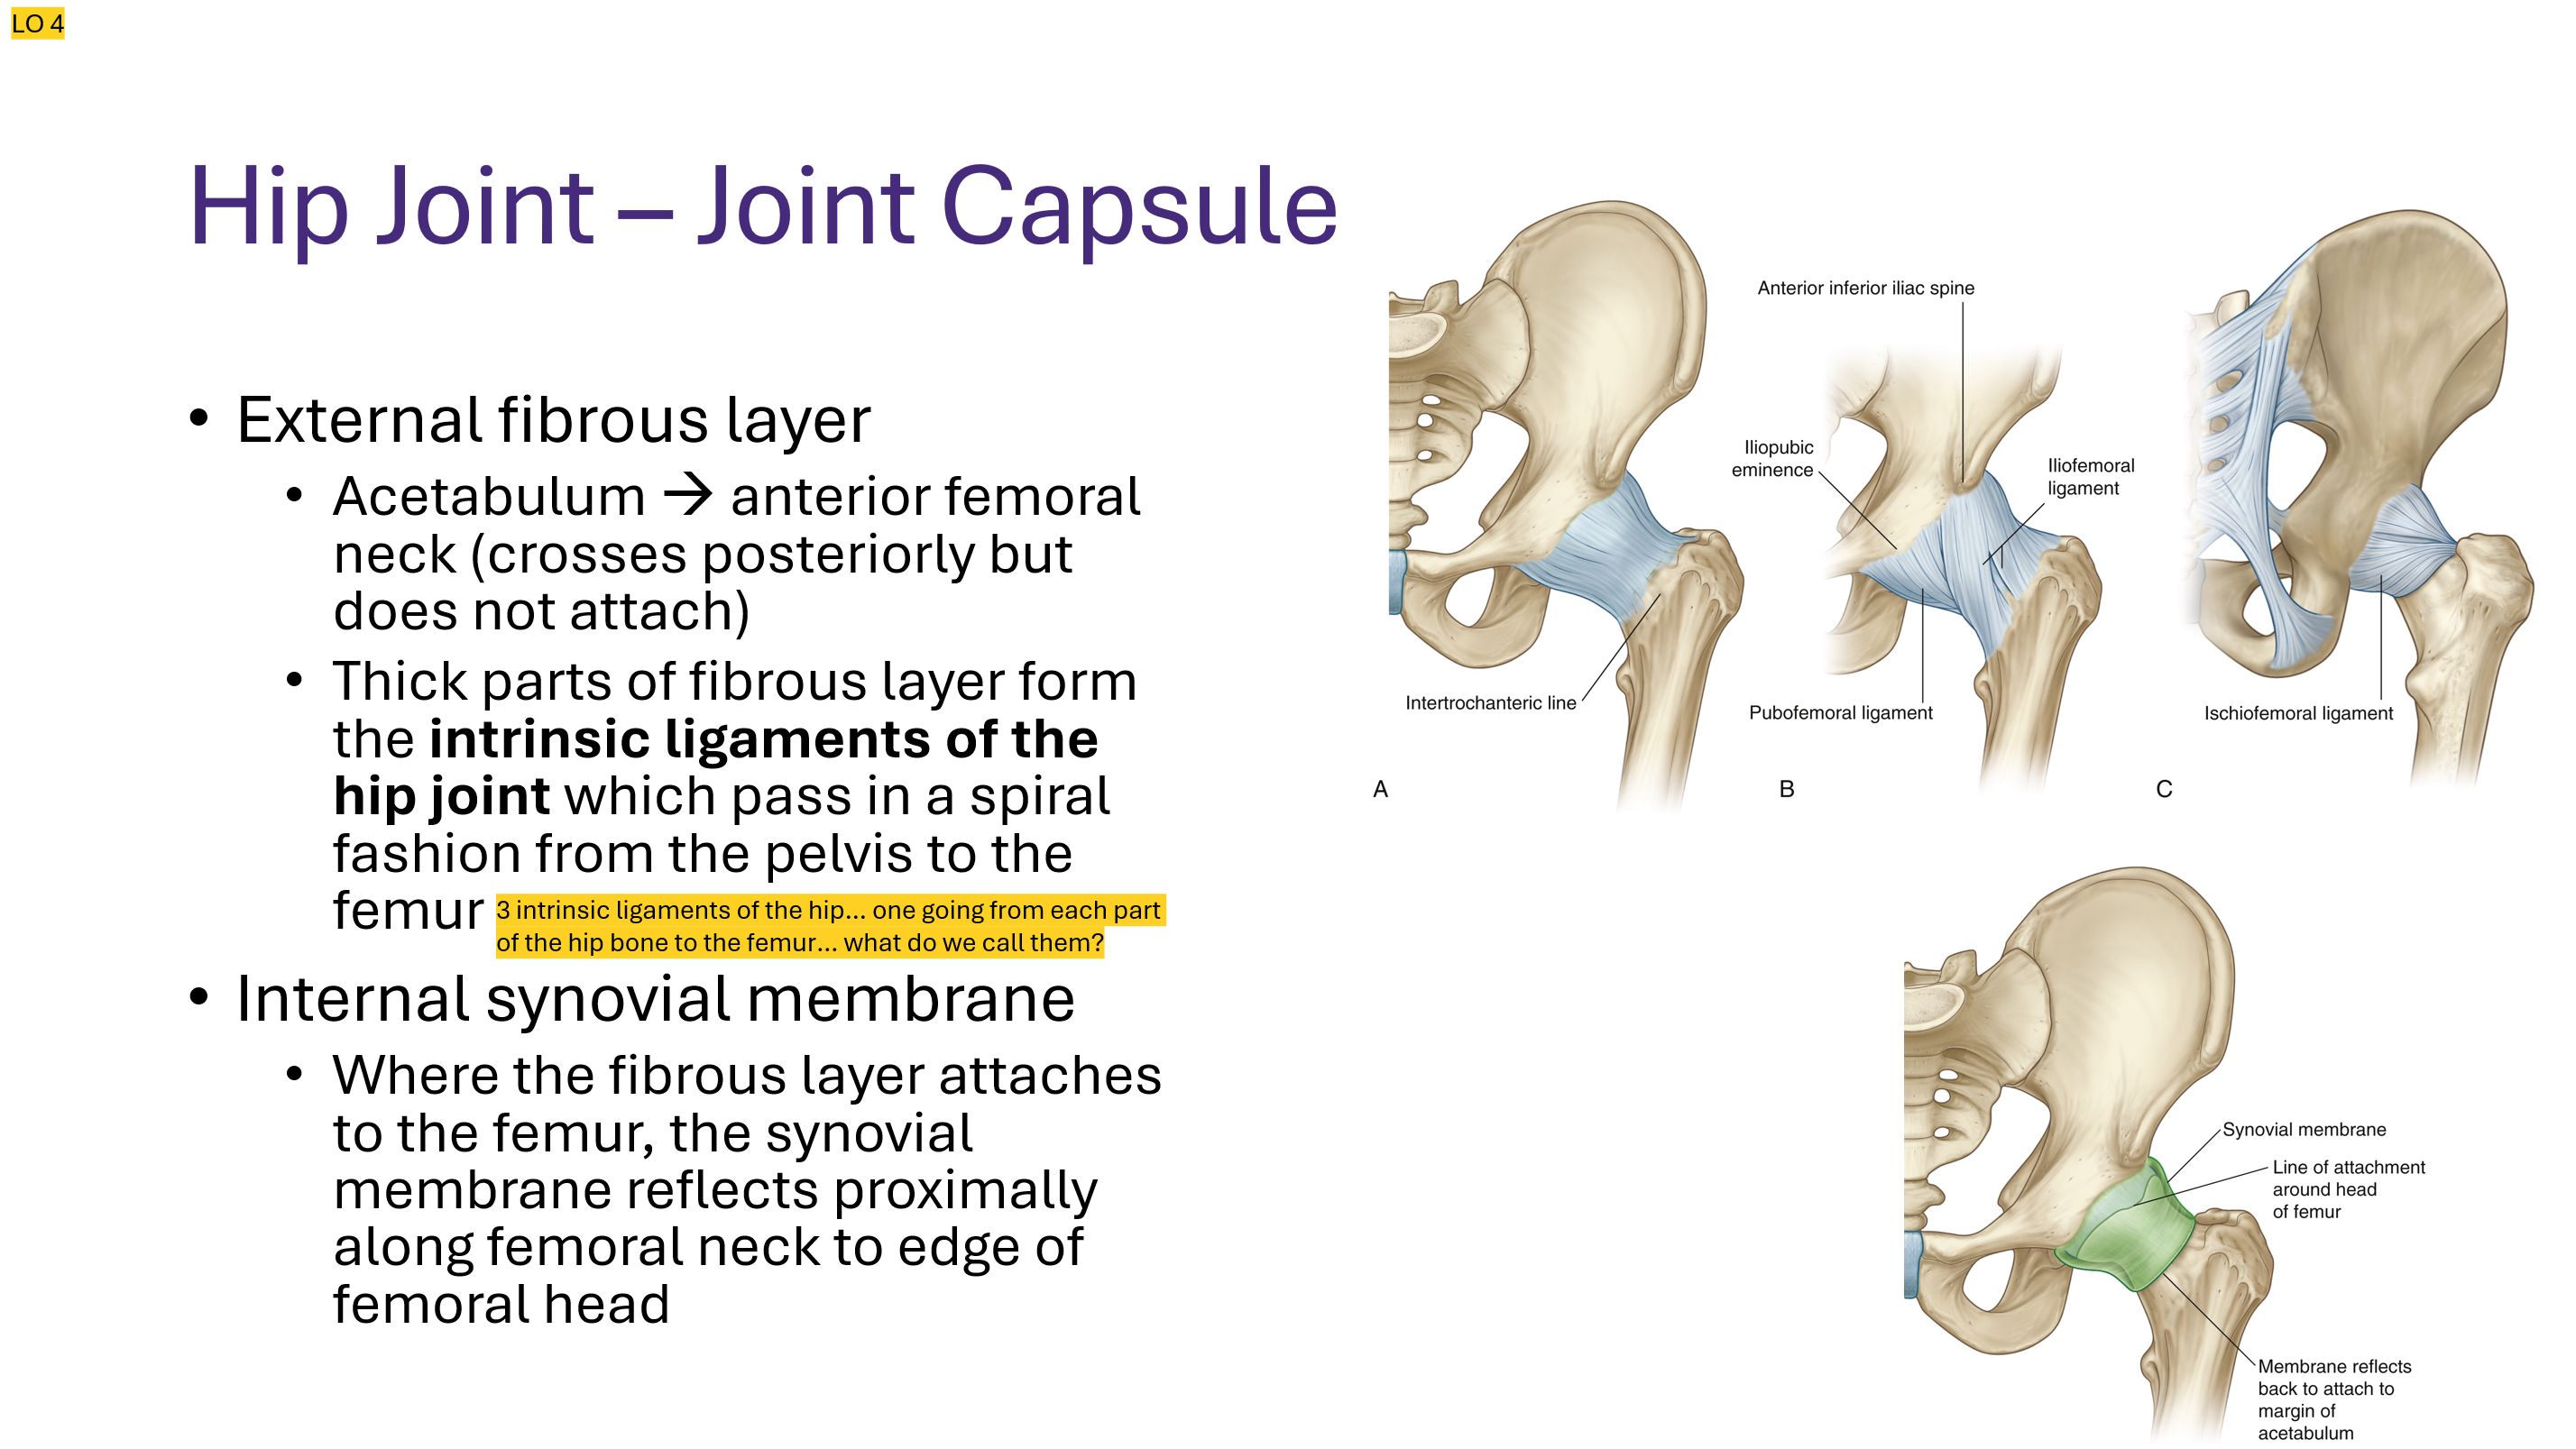 LO 4
Hip Joint – Joint Capsule
• External fibrous layer
• Acetabulum → anterior femoral
neck (crosses posteriorly but
does not attach)
• Thick parts of fibrous layer form
the intrinsic ligaments of the
hip joint which pass in a spiral
fashion from the pelvis to the
femur
3 intrinsic ligaments of the hip... one going from each part
of the hip bone to the femur... what do we call them?
• Internal synovial membrane
• Where the fibrous layer attaches
to the femur, the synovial
membrane reflects proximally
along femoral neck to edge of
femoral head
Intertrochanteric line
A
Anterior inferior iliac spine
Iliopubic
eminence
Iliofemoral
ligament
Pubofemoral ligament
B
Ischiofemoral ligament
C
Synovial membrane
Line of attachment
around head
of femur
Membrane reflects
back to attach to
margin of
acetabulum